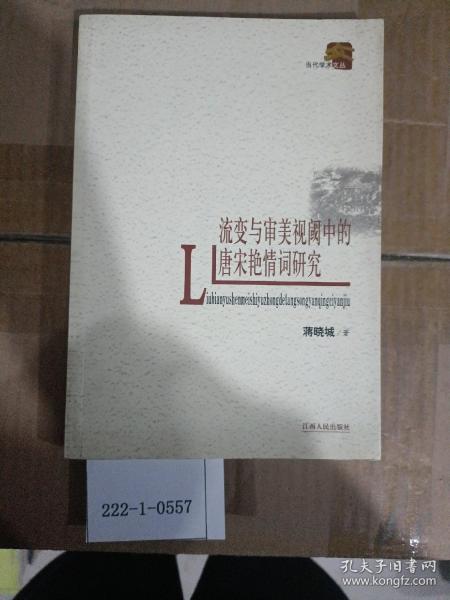 当代学术文丛
流变与审美视阈中的
唐宋艳情词研究
Liubianyushenmeishiyuzhongdetangsongyanqingciyanjiu
蒋晓城/著
江西人民出版社
222-1-0557
孔夫子旧书网
www.kongfz.com